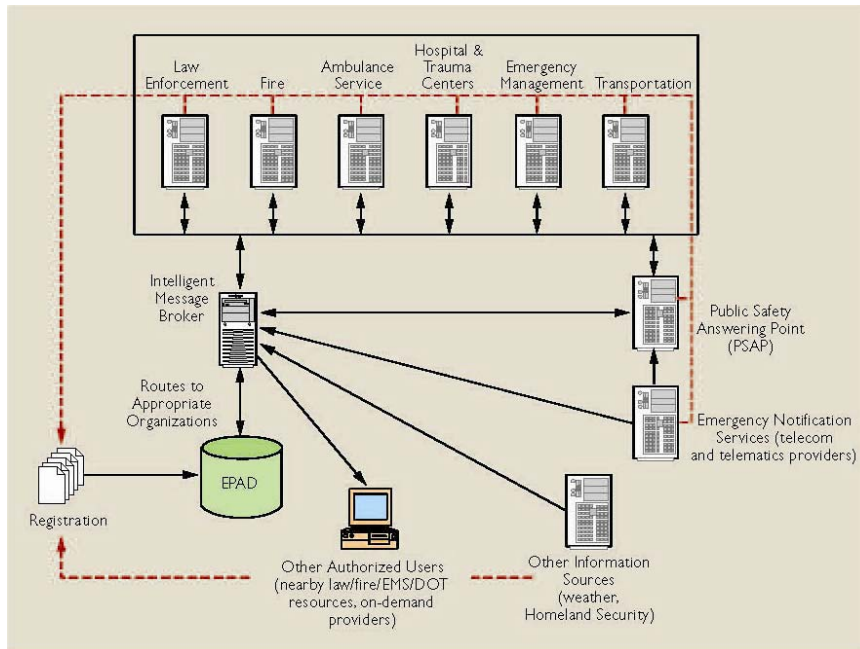 Law
Enforcement
Fire
Ambulance
Service
Hospital &
Trauma
Centers
Emergency
Management
Transportation
Intelligent
Message
Broker
Public Safety
Answering Point
(PSAP)
Routes to
Appropriate
Organizations
Emergency Notification
Services (telecom
and telematics providers)
EPAD
Registration
Other Authorized Users
(nearby law/fire/EMS/DOT
resources, on-demand
providers)
Other Information
Sources
(weather,
Homeland Security)